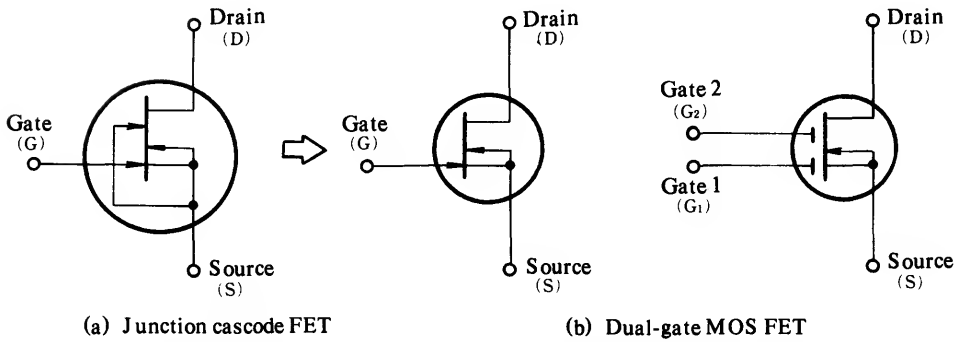 Drain
(D)
Gate
(G)
Source
(S)
(a) Junction cascode FET
Drain
(D)
Gate
(G)
Source
(S)
Drain
(D)
Gate 2
(G₂)
Gate 1
(G₁)
Source
(S)
(b) Dual-gate MOS FET